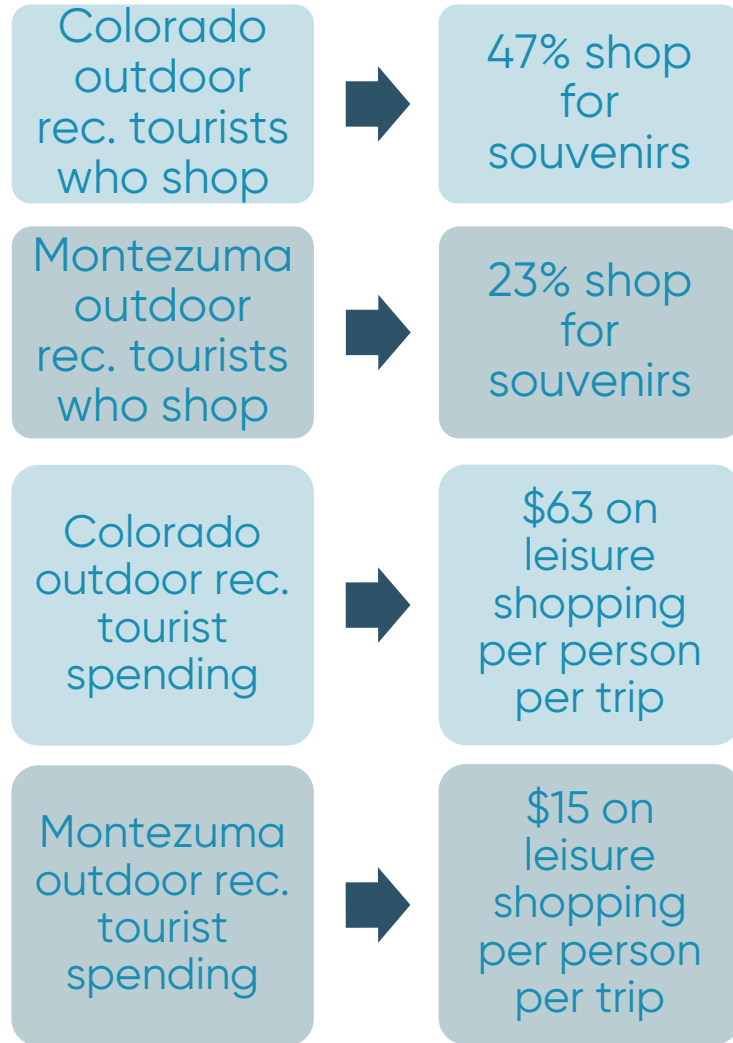 Colorado
outdoor
rec. tourists
who shop
47% shop
for
souvenirs
Montezuma
outdoor
rec. tourists
who shop
23% shop
for
souvenirs
Colorado
outdoor rec.
tourist
spending
$63 on
leisure
shopping
per person
per trip
Montezuma
outdoor rec.
tourist
spending
$15 on
leisure
shopping
per person
per trip